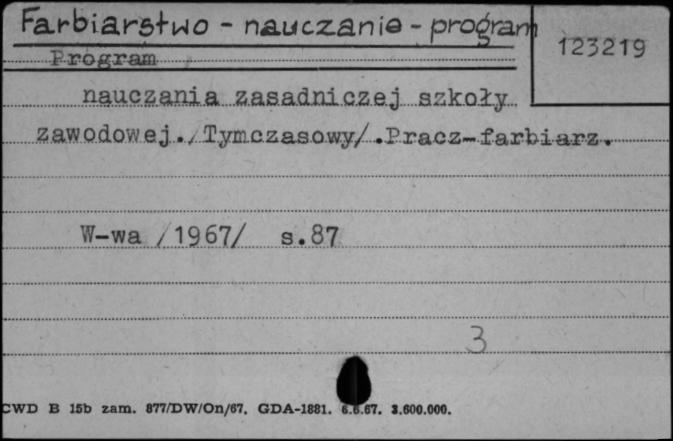 Farbiarstwo - nauczanie - program
123219
Program
nauczania zasadniczej szkoły
zawodowej./Tymczasowy/.Pracz-farbiarz.
W-wa /1967/ s.87
3
CWD B 15b zam. 877/DW/On/67. GDA-1881. 6.6.67. 3.600.000.